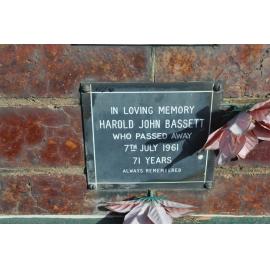 IN LOVING MEMORY
HAROLD JOHN BASSETT
WHO PASSED AWAY
7TH JULY 1961
71 YEARS
ALWAYS REMEMBERED